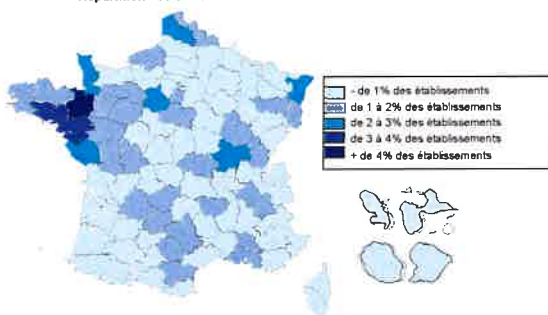 - de 1% des établissements
de 1 à 2% des établissements
de 2 à 3% des établissements
de 3 à 4% des établissements
+ de 4% des établissements